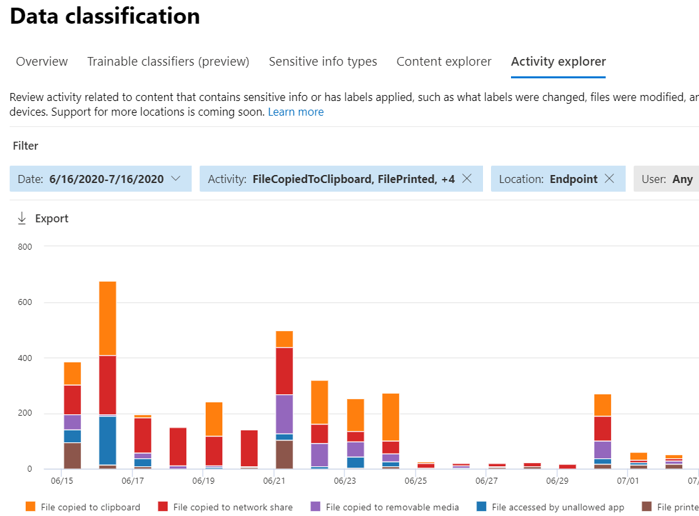 Data classification
Overview Trainable classifiers (preview) Sensitive info types Content explorer Activity explorer
Review activity related to content that contains sensitive info or has labels applied, such as what labels were changed, files were modified, an
devices. Support for more locations is coming soon. Learn more
Filter
Date: 6/16/2020-7/16/2020 Activity: FileCopiedToClipboard, FilePrinted, +4 Location: Endpoint User: Any
Export
800
600
400
200
0
06/15 06/17 06/19 06/21 06/23 06/25 06/27 06/29 07/01 07/
File copied to clipboard File copied to network share File copied to removable media File accessed by unallowed app File printe